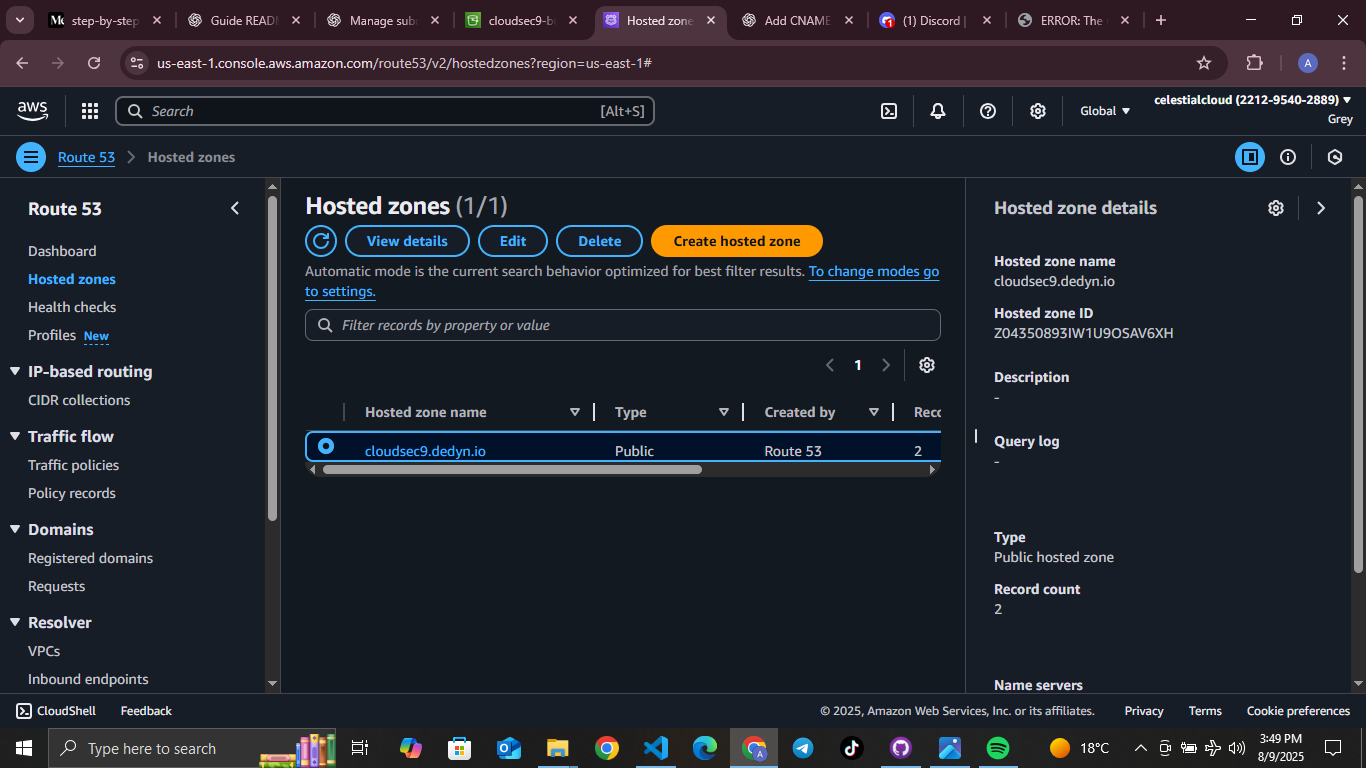 step-by-step
Guide READ
Manage sub
cloudsec9-b
Hosted zone
Add CNAME
(1) Discord |
ERROR: The
us-east-1.console.aws.amazon.com/route53/v2/hostedzones?region=us-east-1#
A
aws
Search
[Alt+S]
Global
celestialcloud (2212-9540-2889)
Grey
Route 53
Hosted zones
Route 53
Dashboard
Hosted zones
Health checks
Profiles New
IP-based routing
CIDR collections
Traffic flow
Traffic policies
Policy records
Domains
Registered domains
Requests
Resolver
VPCs
Inbound endpoints
Hosted zones (1/1)
View details
Edit
Delete
Create hosted zone
Automatic mode is the current search behavior optimized for best filter results. To change modes go
to settings.
Filter records by property or value
1
Hosted zone name Type Created by Reco
cloudsec9.dedyn.io Public Route 53 2
Hosted zone details
Hosted zone name
cloudsec9.dedyn.io
Hosted zone ID
Z04350893IW1U9OSAV6XH
Description
-
Query log
-
Type
Public hosted zone
Record count
2
Name servers
CloudShell Feedback
© 2025, Amazon Web Services, Inc. or its affiliates. Privacy Terms Cookie preferences
Type here to search
18°C
3:49 PM
8/9/2025